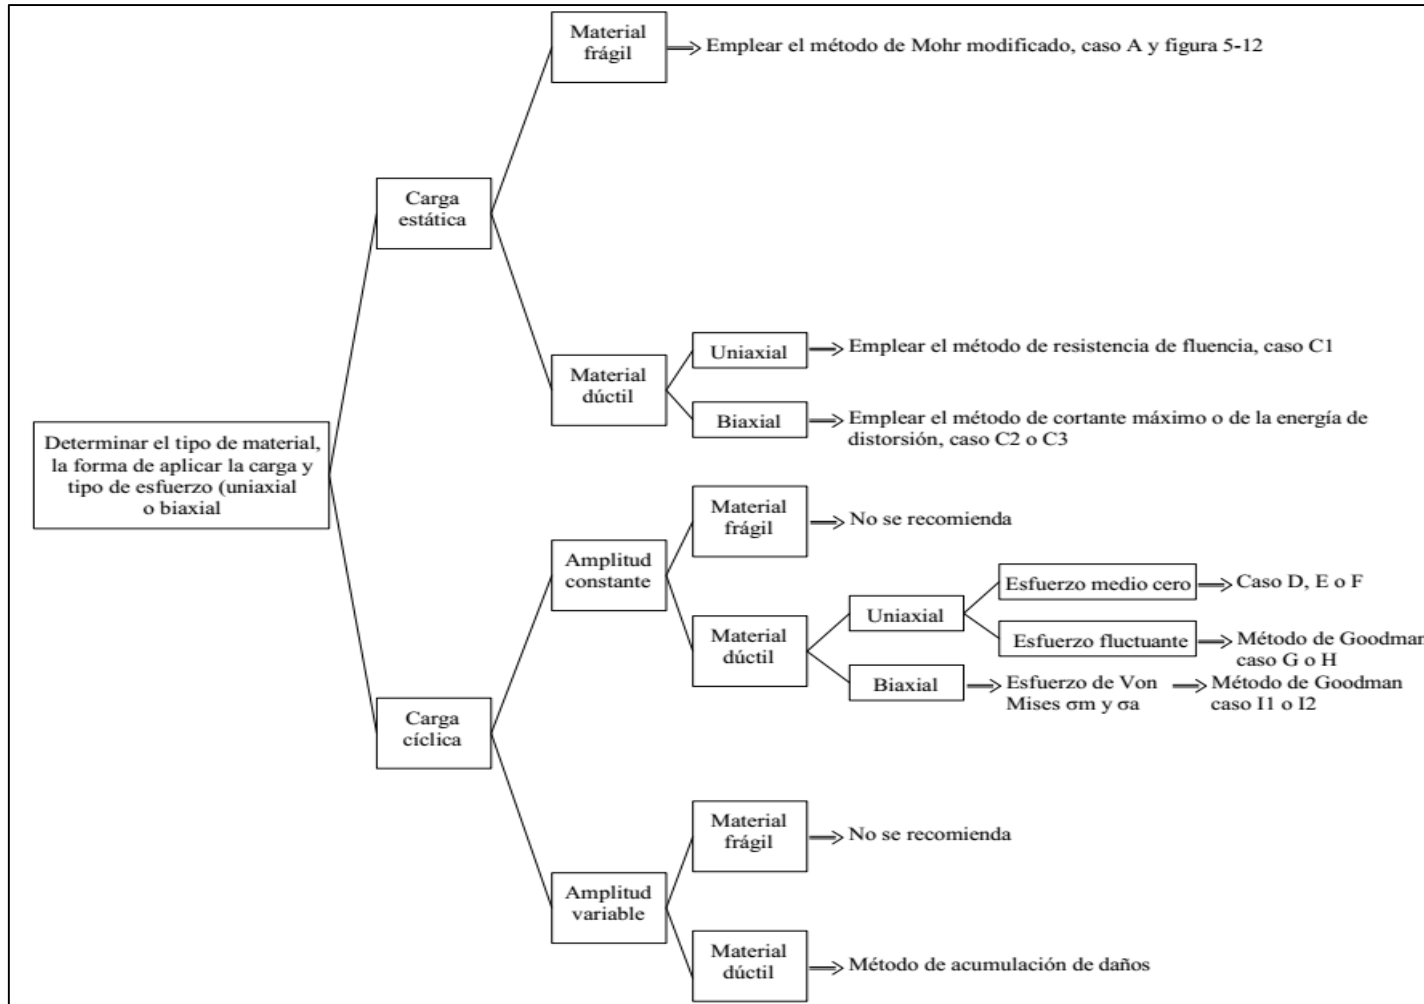 Material
frágil
Emplear el método de Mohr modificado, caso A y figura 5-12
Carga
estática
Material
dúctil
Uniaxial
Emplear el método de resistencia de fluencia, caso C1
Biaxial
Emplear el método de cortante máximo o de la energía de
distorsión, caso C2 o C3
Determinar el tipo de material,
la forma de aplicar la carga y
tipo de esfuerzo (uniaxial
o biaxial
Carga
cíclica
Amplitud
constante
Material
frágil
No se recomienda
Material
dúctil
Uniaxial
Esfuerzo medio cero
Caso D, E o F
Esfuerzo fluctuante
Método de Goodman
caso G o H
Biaxial
Esfuerzo de Von
Mises σm y σa
Método de Goodman
caso I1 o I2
Amplitud
variable
Material
frágil
No se recomienda
Material
dúctil
Método de acumulación de daños